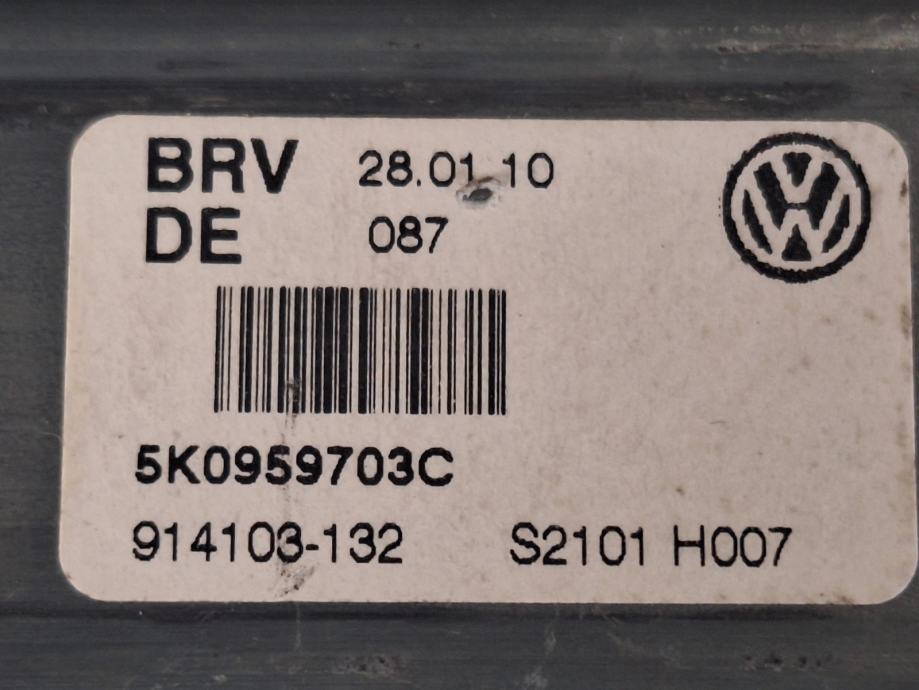 BRV 28.01.10
DE 087
5K0959703C
914103-132 S2101 H007